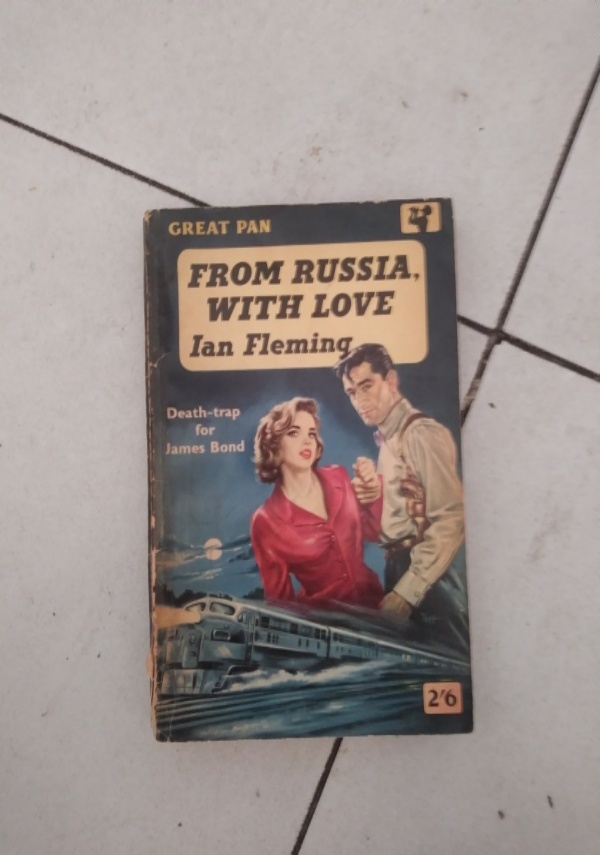 GREAT PAN
FROM RUSSIA,
WITH LOVE
Ian Fleming
Death-trap
for
James Bond
2'6